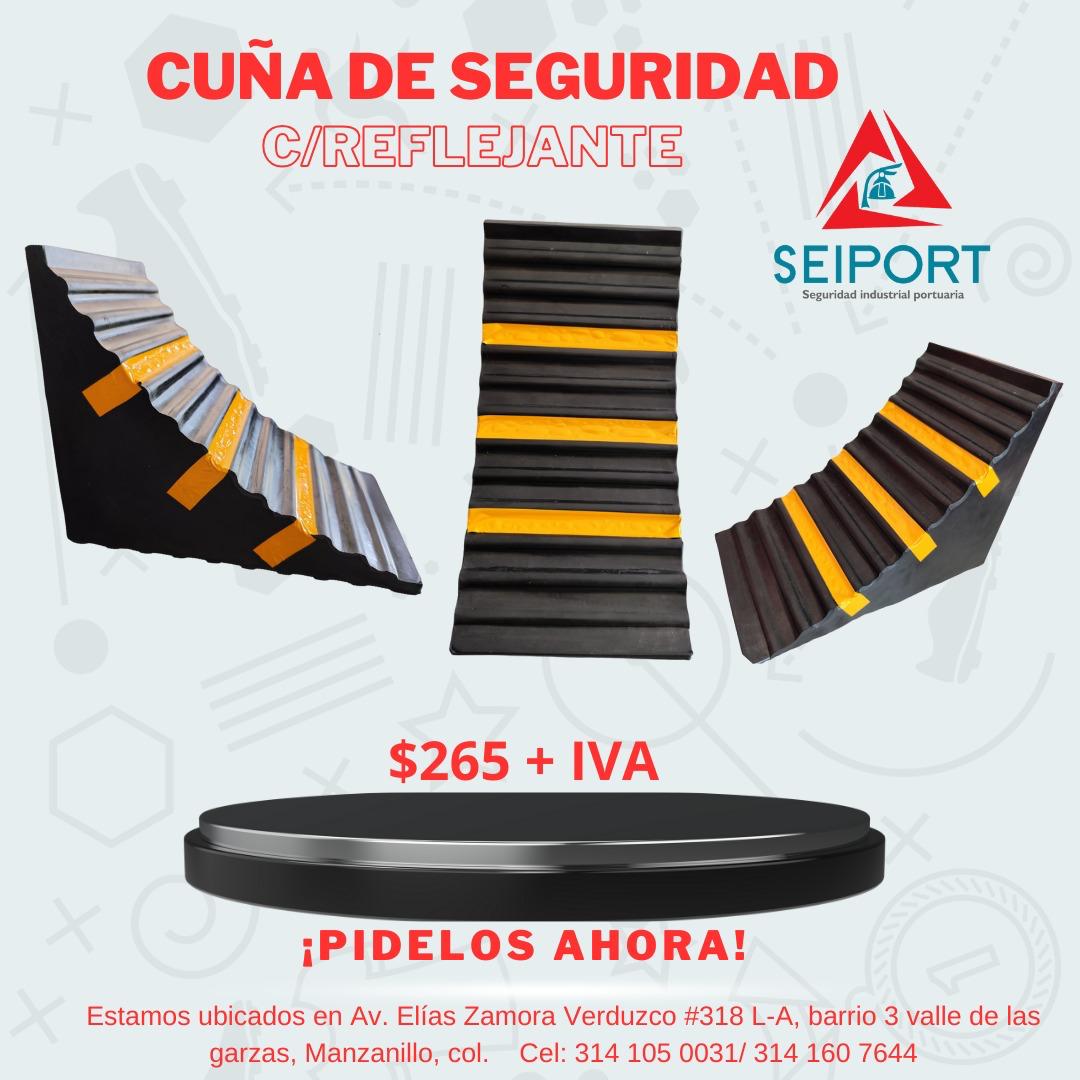 CUÑA DE SEGURIDAD
C/REFLEJANTE
SEIPORT
Seguridad industrial portuaria
$265 + IVA
¡PIDELOS AHORA!
Estamos ubicados en Av. Elías Zamora Verduzco #318 L-A, barrio 3 valle de las
garzas, Manzanillo, col. Cel: 314 105 0031/ 314 160 7644